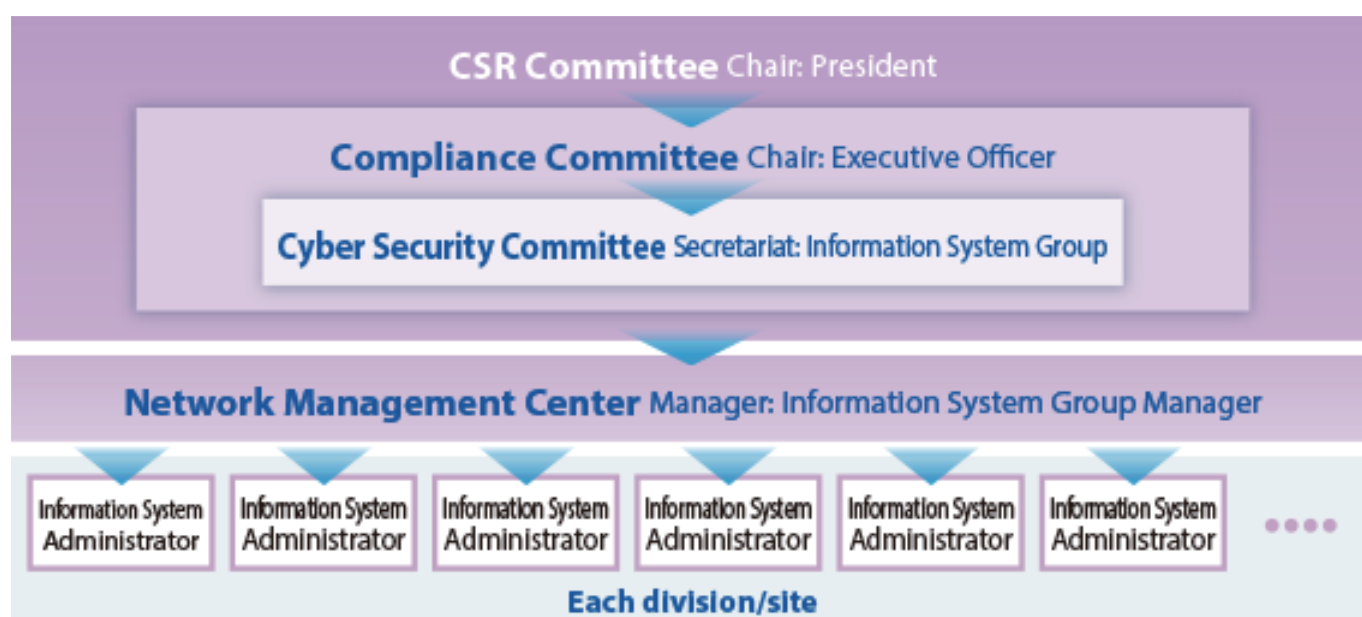 CSR Committee Chair: President
Compliance Committee Chair: Executive Officer
Cyber Security Committee Secretariat: Information System Group
Network Management Center Manager: Information System Group Manager
Information System
Administrator
Information System
Administrator
Information System
Administrator
Information System
Administrator
Information System
Administrator
Information System
Administrator
Each division/site